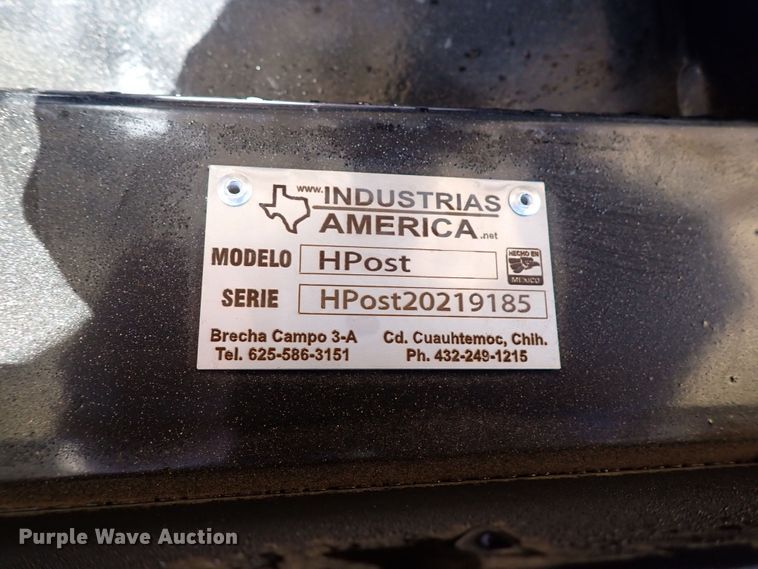 www. INDUSTRIAS
AMERICA .net
MODELO HPost
HECHO EN
MEXICO
SERIE HPost20219185
Brecha Campo 3-A Cd. Cuauhtemoc, Chih.
Tel. 625-586-3151 Ph. 432-249-1215
Purple Wave Auction®